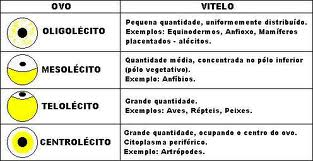 OVO VITELO
OLIGOLÉCITO
Pequena quantidade, uniformemente distribuído.
Exemplos: Equinodermos, Anfioxo, Mamíferos
placentados - alécitos.
MESOLÉCITO
Quantidade média, concentrada no pólo inferior
(pólo vegetativo).
Exemplo: Anfíbios.
TELOLÉCITO
Grande quantidade.
Exemplos: Aves, Répteis, Peixes.
CENTROLÉCITO
Grande quantidade, ocupando o centro do ovo.
Citoplasma periférico.
Exemplo: Artrópodes.